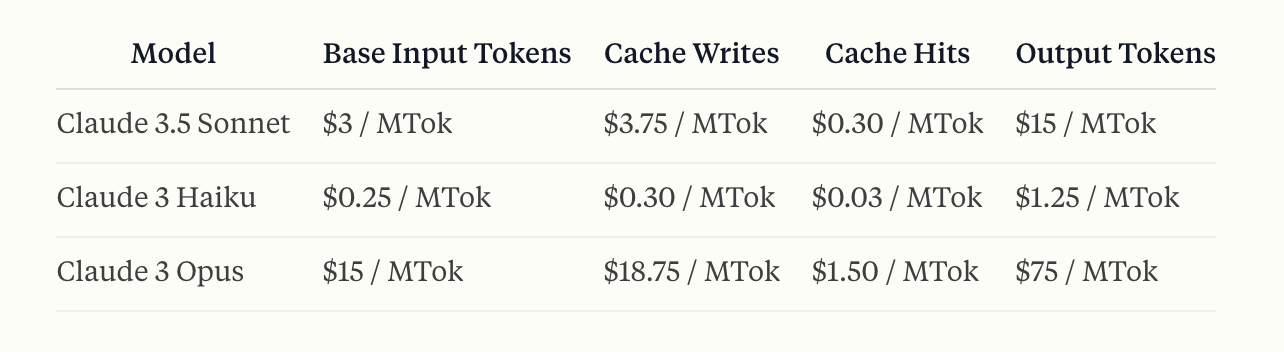 Model Base Input Tokens Cache Writes Cache Hits Output Tokens
Claude 3.5 Sonnet $3 / MTok $3.75 / MTok $0.30 / MTok $15 / MTok
Claude 3 Haiku $0.25 / MTok $0.30 / MTok $0.03 / MTok $1.25 / MTok
Claude 3 Opus $15 / MTok $18.75 / MTok $1.50 / MTok $75 / MTok